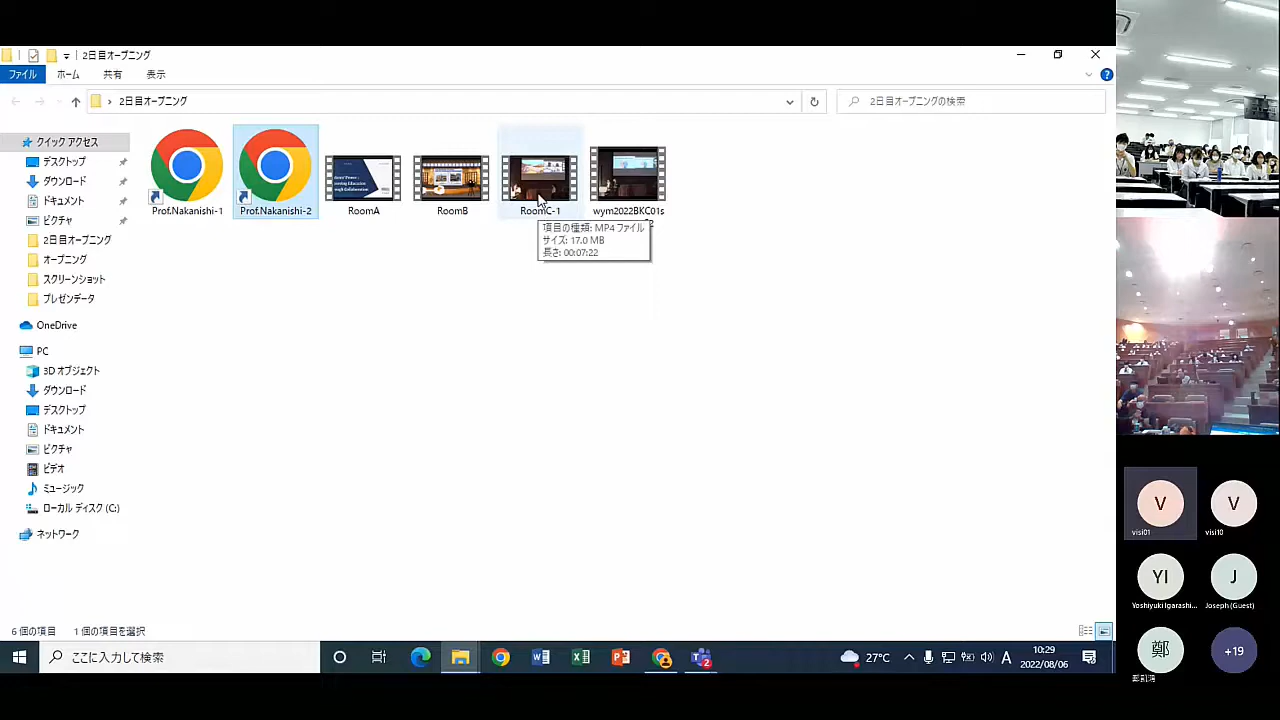 2日目オープニング
ファイル ホーム 共有 表示
2日目オープニング
2日目オープニングの検索
クイック アクセス
デスクトップ
ダウンロード
ドキュメント
ピクチャ
2日目オープニング
オープニング
スクリーンショット
プレゼンデータ
OneDrive
PC
3D オブジェクト
ダウンロード
デスクトップ
ドキュメント
ピクチャ
ビデオ
ミュージック
ローカル ディスク (C:)
ネットワーク
Prof.Nakanishi-1
Prof.Nakanishi-2
RoomA
RoomB
RoomC-1
wym2022BKC01s
項目の種類: MP4 ファイル
サイズ: 17.0 MB
長さ: 00:07:22
6 個の項目 1 個の項目を選択
ここに入力して検索
27°C
A
10:29
2022/08/06
V
visi01
V
visi10
YI
Yoshiyuki Igarashi...
J
Joseph (Guest)
鄭
+19